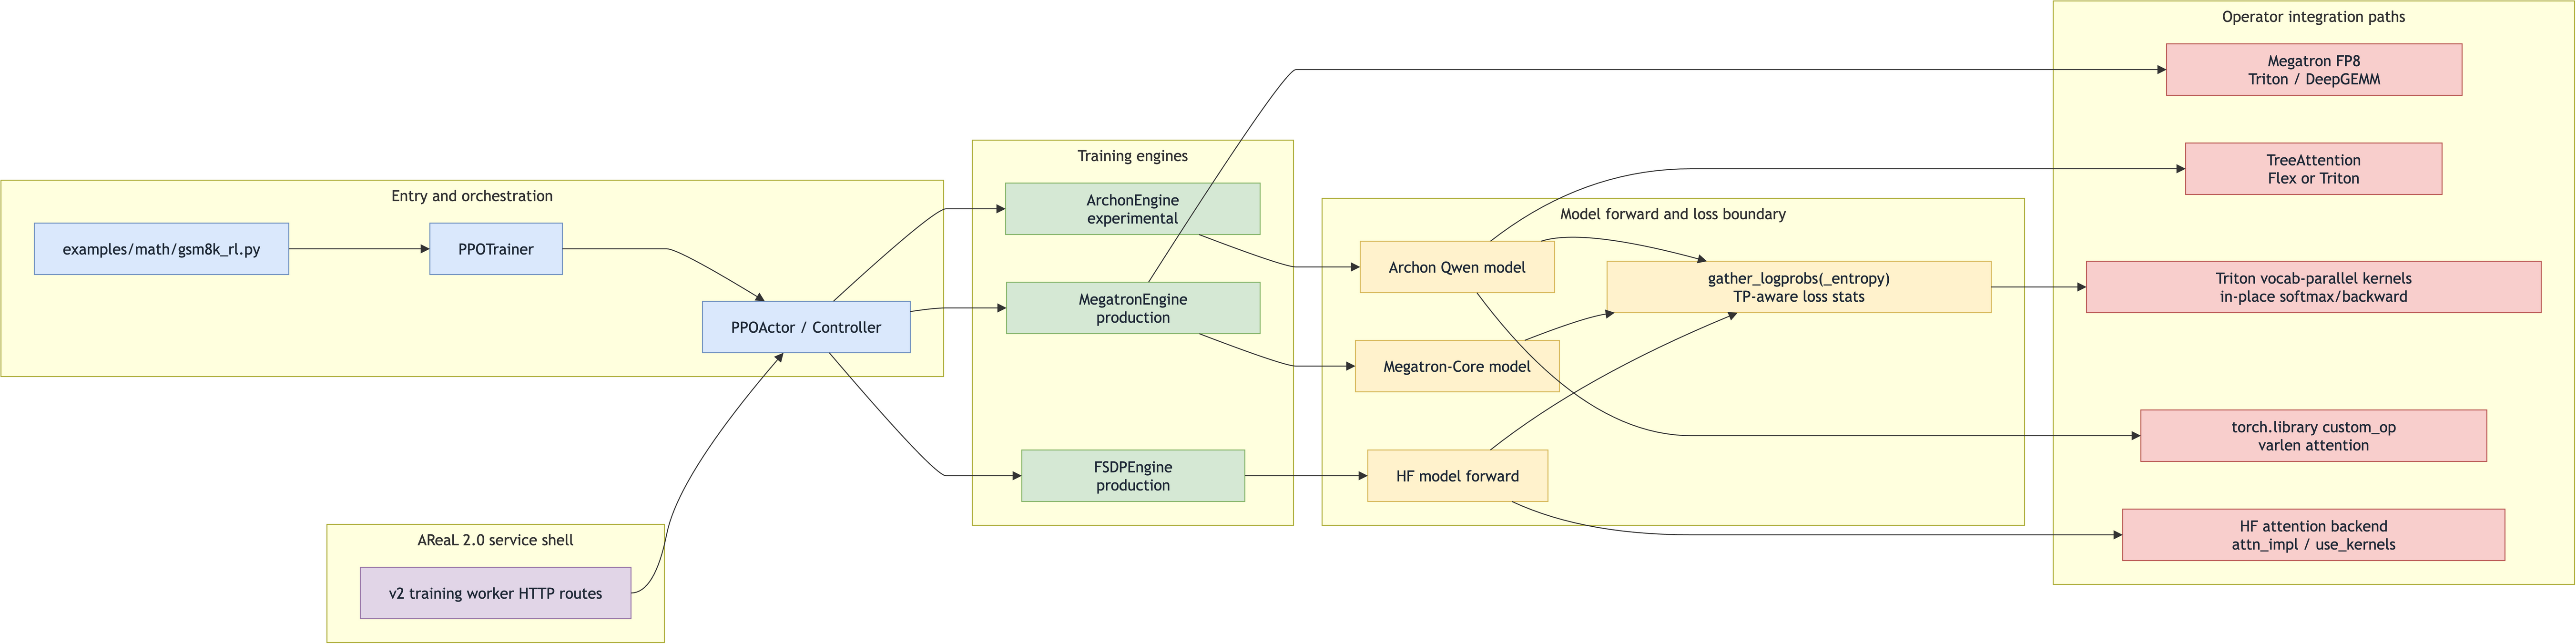 Entry and orchestration
examples/math/gsm8k_rl.py
PPOTrainer
PPOActor / Controller
AReaL 2.0 service shell
v2 training worker HTTP routes
Training engines
ArchonEngine
experimental
MegatronEngine
production
FSDPEngine
production
Model forward and loss boundary
Archon Qwen model
gather_logprobs(_entropy)
TP-aware loss stats
Megatron-Core model
HF model forward
Operator integration paths
Megatron FP8
Triton / DeepGEMM
TreeAttention
Flex or Triton
Triton vocab-parallel kernels
in-place softmax/backward
torch.library custom_op
varlen attention
HF attention backend
attn_impl / use_kernels